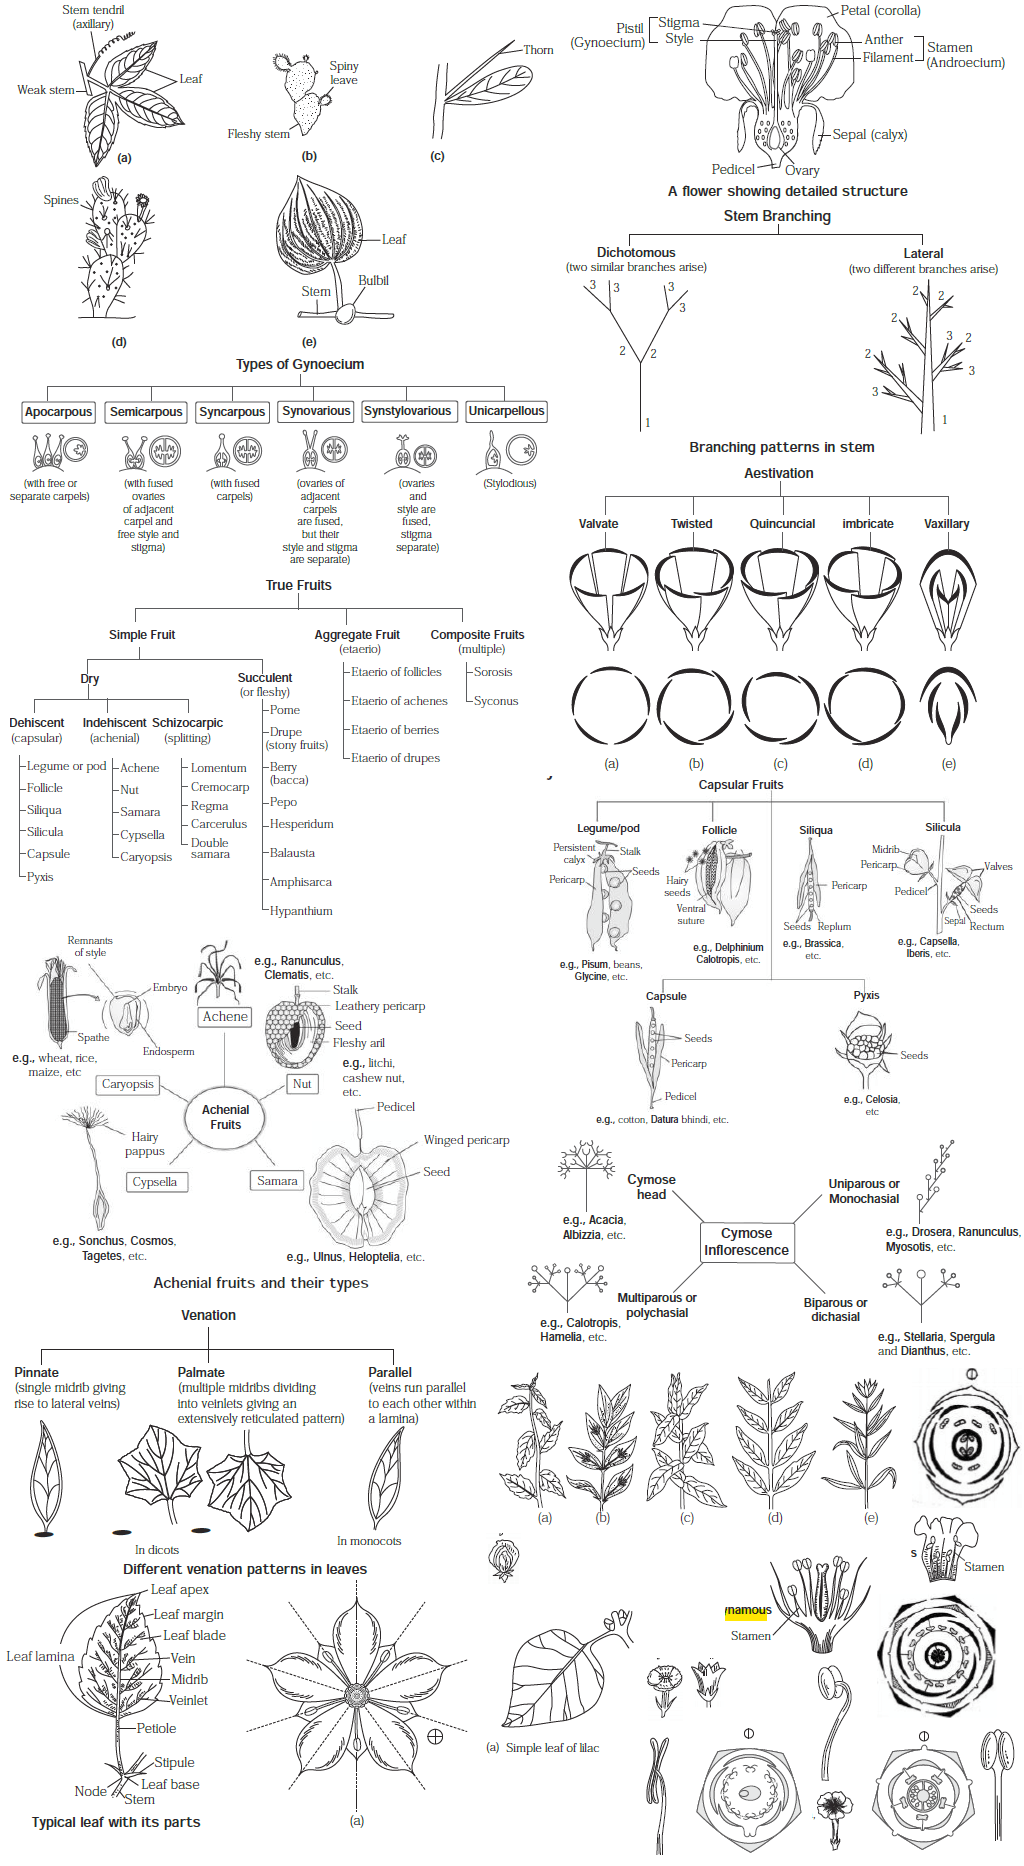 Stem tendril
(axillary)
Leaf
Weak stem
(a)
Spiny
leave
Fleshy stem
(b)
Thorn
(c)
Spines
(d)
Leaf
Bulbil
Stem
(e)
Petal (corolla)
Pistil
(Gynoecium)
Stigma
Style
Anther
Filament
Stamen
(Androecium)
Sepal (calyx)
Pedicel
Ovary
A flower showing detailed structure
Stem Branching
Dichotomous
(two similar branches arise)
Lateral
(two different branches arise)
3
3
3
3
2
2
1
2
2
2
3
2
2
3
3
1
Branching patterns in stem
Types of Gynoecium
Apocarpous
Semicarpous
Syncarpous
Synovarious
Synstylovarious
Unicarpellous
(with free or
separate carpels)
(with fused
ovaries
of adjacent
carpel and
free style and
stigma)
(with fused
carpels)
(ovaries of
adjacent
carpels
are fused,
but their
style and stigma
are separate)
(ovaries
and
style are
fused,
stigma
separate)
(Stylodious)
Aestivation
Valvate
Twisted
Quincuncial
imbricate
Vaxillary
(a)
(b)
(c)
(d)
(e)
True Fruits
Simple Fruit
Aggregate Fruit
(etaerio)
Composite Fruits
(multiple)
Dry
Succulent
(or fleshy)
Etaerio of follicles
Etaerio of achenes
Etaerio of berries
Etaerio of drupes
Sorosis
Syconus
Dehiscent
(capsular)
Indehiscent
(achenial)
Schizocarpic
(splitting)
Legume or pod
Follicle
Siliqua
Silicula
Capsule
Pyxis
Achene
Nut
Samara
Cypsella
Caryopsis
Lomentum
Cremocarp
Regma
Carcerulus
Double
samara
Pome
Drupe
(stony fruits)
Berry
(bacca)
Pepo
Hesperidum
Balausta
Amphisarca
Hypanthium
Capsular Fruits
Legume/pod
Persistent
calyx
Stalk
Seeds
Pericarp
e.g., Pisum, beans,
Glycine, etc.
Follicle
Hairy
seeds
Ventral
suture
e.g., Delphinium
Calotropis, etc.
Siliqua
Pericarp
Seeds
Replum
e.g., Brassica,
etc.
Silicula
Midrib
Pericarp
Pedicel
Valves
Seeds
Sepal
Rectum
e.g., Capsella,
Iberis, etc.
Capsule
Seeds
Pericarp
Pedicel
e.g., cotton, Datura bhindi, etc.
Pyxis
Seeds
e.g., Celosia,
etc
Remnants
of style
Embryo
Spathe
Endosperm
e.g., wheat, rice,
maize, etc
Caryopsis
Achene
e.g., Ranunculus,
Clematis, etc.
Stalk
Leathery pericarp
Seed
Fleshy aril
e.g., litchi,
cashew nut,
etc.
Nut
Achenial
Fruits
Hairy
pappus
Cypsella
e.g., Sonchus, Cosmos,
Tagetes, etc.
Samara
Pedicel
Winged pericarp
Seed
e.g., Ulnus, Heloptelia, etc.
Achenial fruits and their types
Cymose
head
e.g., Acacia,
Albizzia, etc.
Uniparous or
Monochasial
e.g., Drosera, Ranunculus,
Myosotis, etc.
Cymose
Inflorescence
Multiparous or
polychasial
e.g., Calotropis,
Hamelia, etc.
Biparous or
dichasial
e.g., Stellaria, Spergula
and Dianthus, etc.
Venation
Pinnate
(single midrib giving
rise to lateral veins)
Palmate
(multiple midribs dividing
into veinlets giving an
extensively reticulated pattern)
Parallel
(veins run parallel
to each other within
a lamina)
In dicots
In monocots
Different venation patterns in leaves
(a)
(b)
(c)
(d)
(e)
s
Stamen
ynamous
Stamen
Leaf apex
Leaf margin
Leaf blade
Leaf lamina
Vein
Midrib
Veinlet
Petiole
Stipule
Leaf base
Node
Stem
Typical leaf with its parts
(a)
(a) Simple leaf of lilac